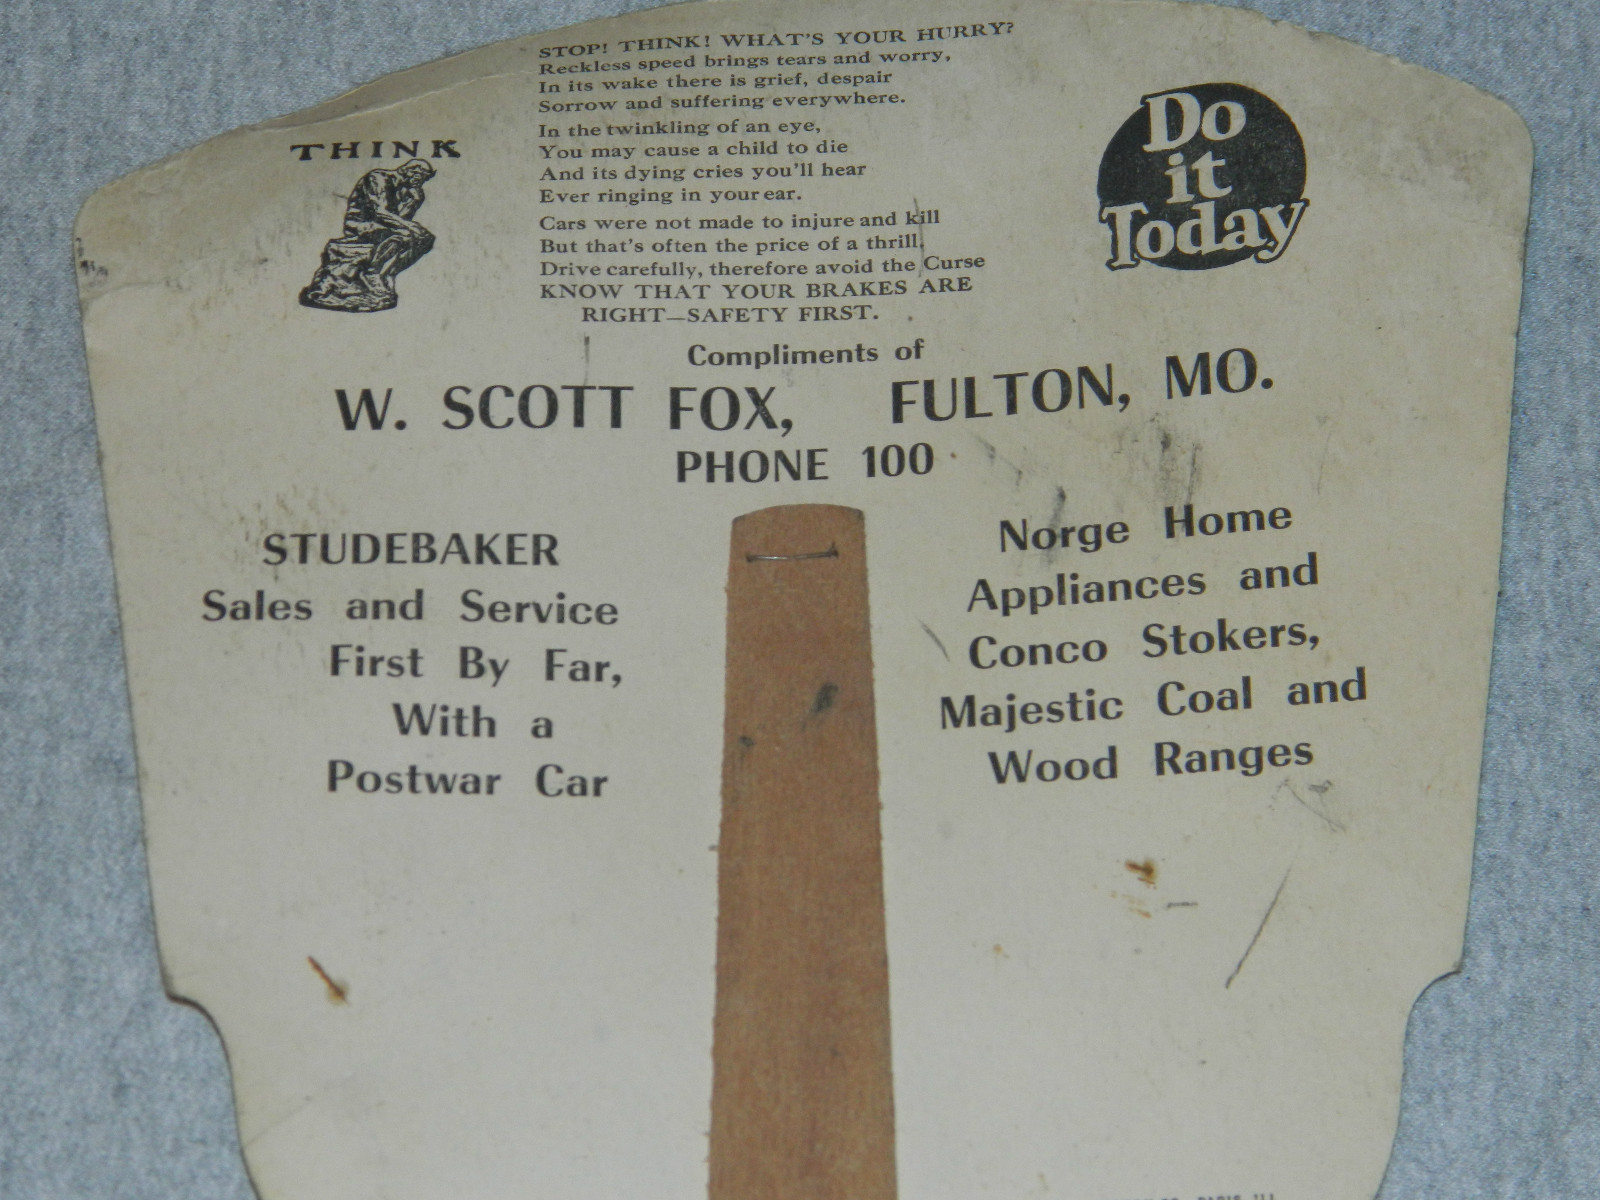 STOP! THINK! WHAT'S YOUR HURRY?
Reckless speed brings tears and worry,
In its wake there is grief, despair
Sorrow and suffering everywhere.
In the twinkling of an eye,
You may cause a child to die
And its dying cries you'll hear
Ever ringing in your ear.
Cars were not made to injure and kill
But that's often the price of a thrill.
Drive carefully, therefore avoid the Curse
KNOW THAT YOUR BRAKES ARE
RIGHT—SAFETY FIRST.
THINK
Do
it
Today
Compliments of
W. SCOTT FOX, FULTON, MO.
PHONE 100
STUDEBAKER
Sales and Service
First By Far,
With a
Postwar Car
Norge Home
Appliances and
Conco Stokers,
Majestic Coal and
Wood Ranges